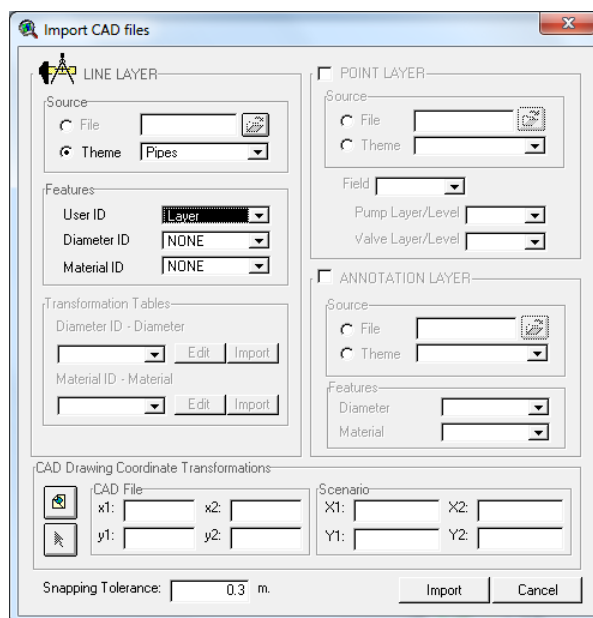 Import CAD files
LINE LAYER
Source
File
Theme Pipes
Features
User ID Layer
Diameter ID NONE
Material ID NONE
Transformation Tables
Diameter ID - Diameter
Edit Import
Material ID - Material
Edit Import
POINT LAYER
Source
File
Theme
Field
Pump Layer/Level
Valve Layer/Level
ANNOTATION LAYER
Source
File
Theme
Features
Diameter
Material
CAD Drawing Coordinate Transformations
CAD File
x1: x2:
y1: y2:
Scenario
X1: X2:
Y1: Y2:
Snapping Tolerance: 0.3 m.
Import Cancel